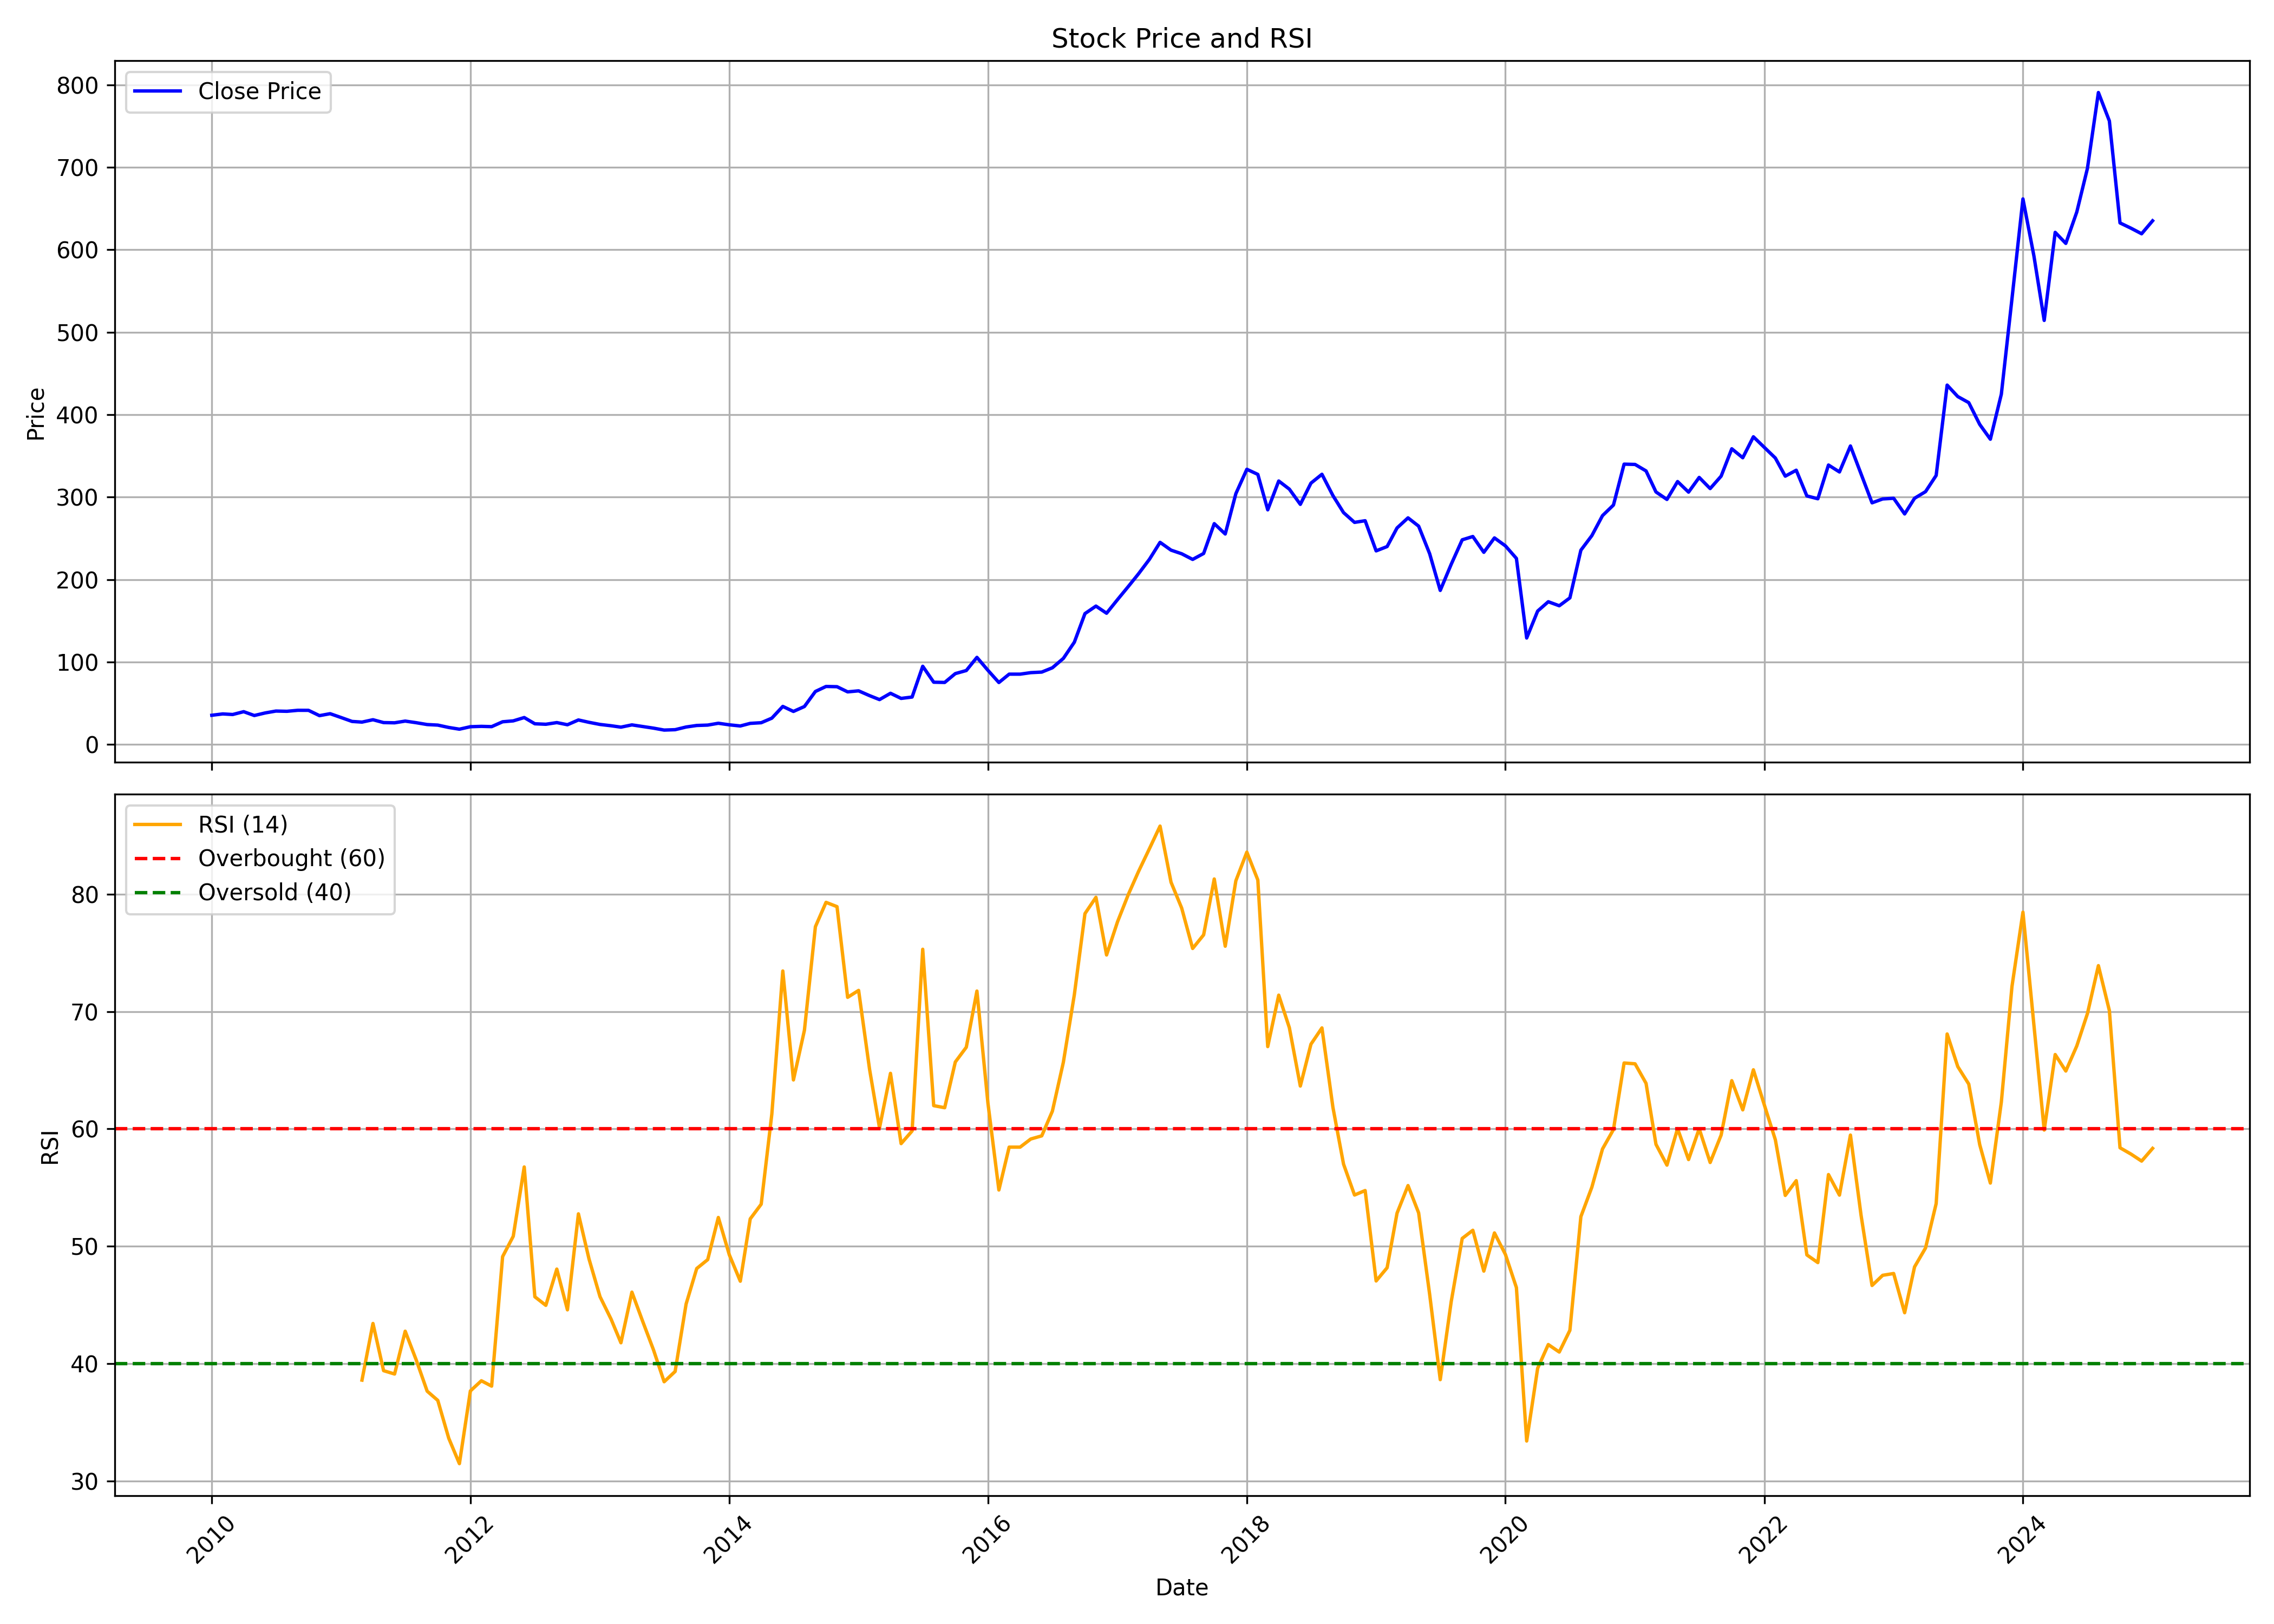 Stock Price and RSI
Close Price
800
700
600
500
400
300
200
100
0
Price
RSI (14)
Overbought (60)
Oversold (40)
80
70
60
50
40
30
RSI
2010 2012 2014 2016 2018 2020 2022 2024
Date